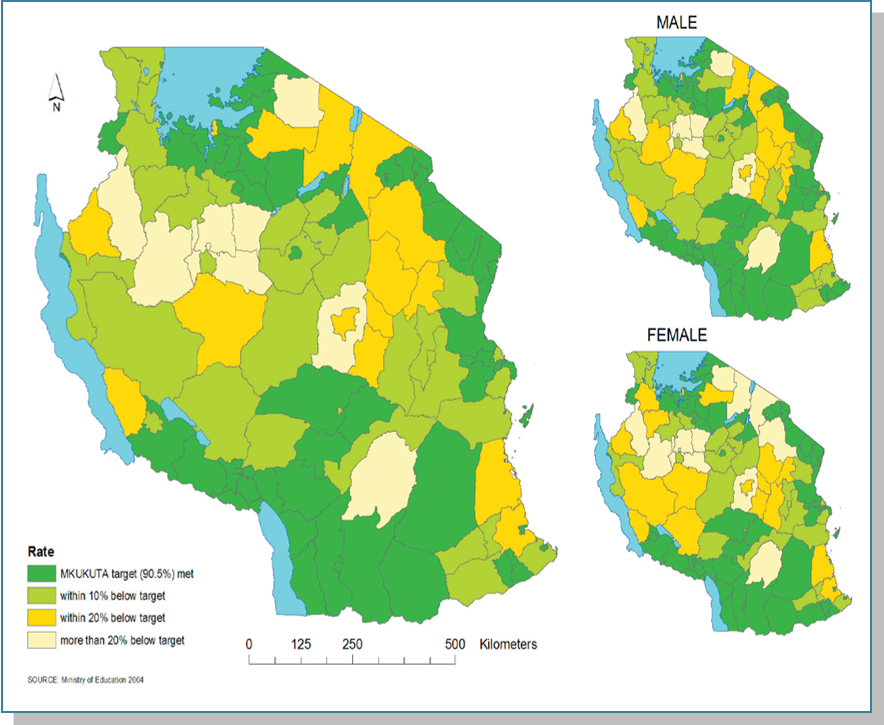 MALE
N
FEMALE
Rate
MKUKUTA target (90.5%) met
within 10% below target
within 20% below target
more than 20% below target
0 125 250 500 Kilometers
SOURCE: Ministry of Education 2004